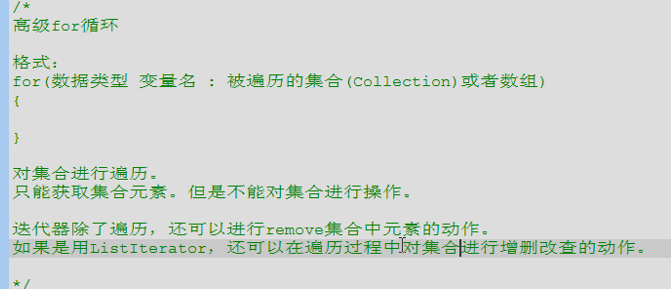 /*
高级for循环
格式：
for(数据类型 变量名 : 被遍历的集合(Collection)或者数组)
{
}
对集合进行遍历。
只能获取集合元素。但是不能对集合进行操作。
迭代器除了遍历，还可以进行remove集合中元素的动作。
如果是用ListIterator，还可以在遍历过程中对集合进行增删改查的动作。
*/